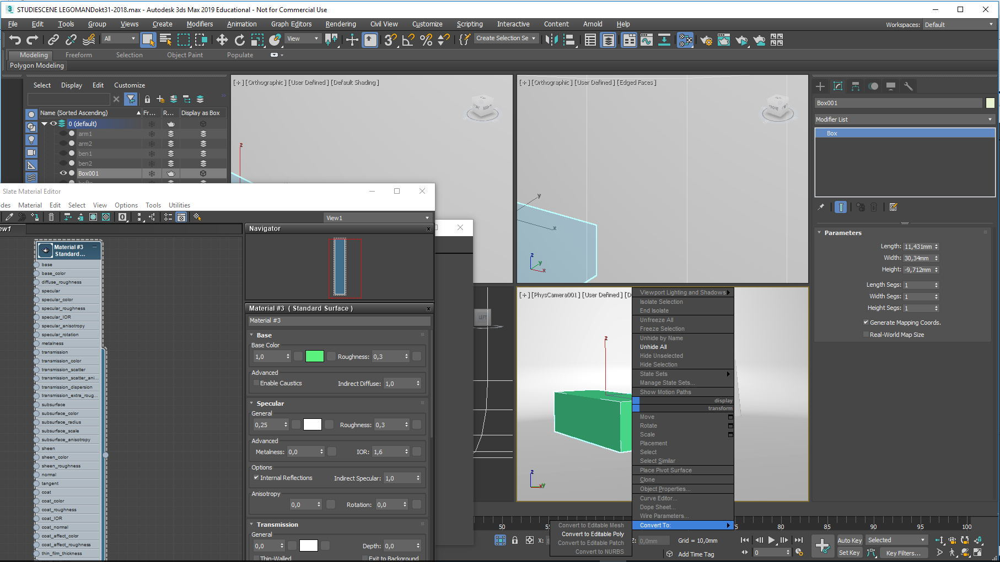 STUDIESCENE LEGOMANDokt31-2018.max - Autodesk 3ds Max 2019 Educational - Not for Commercial Use
File Edit Tools Group Views Create Modifiers Animation Graph Editors Rendering Civil View Customize Scripting Interactive Content Arnold Help Workspaces: Default
All View Create Selection Se
Modeling Freeform Selection Object Paint Populate
Polygon Modeling
Select Display Edit Customize
Name (Sorted Ascending) Fr... R... Display as Box
0 (default)
arm1
arm2
ben1
ben2
Box001
[+] [Orthographic] [User Defined] [Default Shading]
RIGHT
z
[+] [Orthographic] [User Defined] [Edged Faces]
FRONT
y
x
z
y
x
Slate Material Editor
des Material Edit Select View Options Tools Utilities
View1
ew1
Material #3
Standard...
base
base_color
diffuse_roughness
specular
specular_color
specular_roughness
specular_IOR
specular_anisotropy
specular_rotation
metalness
transmission
transmission_color
transmission_scatter
transmission_scatter_ani...
transmission_dispersion
transmission_extra_roug...
subsurface
subsurface_color
subsurface_radius
subsurface_scale
subsurface_anisotropy
sheen
sheen_color
sheen_roughness
normal
tangent
coat
coat_color
coat_roughness
coat_IOR
coat_normal
coat_affect_color
coat_affect_roughness
thin_film_thickness
Navigator
Material #3 ( Standard Surface )
Material #3
Base
Base Color
1,0 Roughness: 0,3
Advanced
Enable Caustics Indirect Diffuse: 1,0
Specular
General
0,25 Roughness: 0,3
Advanced
Metalness: 0,0 IOR: 1,6
Options
Internal Reflections Indirect Specular: 1,0
Anisotropy
0,0 Rotation: 0,0
Transmission
General
0,0 Depth: 0,0
Thin-Walled Exit to Background
LEFT
[+] [PhysCamera001] [User Defined] [D
z
z
xy
Viewport Lighting and Shadows
Isolate Selection
End Isolate
Unfreeze All
Freeze Selection
Unhide by Name
Unhide All
Hide Unselected
Hide Selection
State Sets
Manage State Sets...
Show Motion Paths
display
transform
Move
Rotate
Scale
Placement
Select
Select Similar
Place Pivot Surface
Clone
Object Properties...
Curve Editor...
Dope Sheet...
Wire Parameters...
Convert To:
Convert to Editable Mesh
Convert to Editable Poly
Convert to Editable Patch
Convert to NURBS
Box001
Modifier List
Box
Parameters
Length: 11,431mm
Width: 30,34mm
Height: -9,712mm
Length Segs: 1
Width Segs: 1
Height Segs: 1
Generate Mapping Coords.
Real-World Map Size
50 80 85 90 95 100
X: Z: 0,0mm Grid = 10,0mm
Add Time Tag
0
Auto Key Selected
Set Key Key Filters...